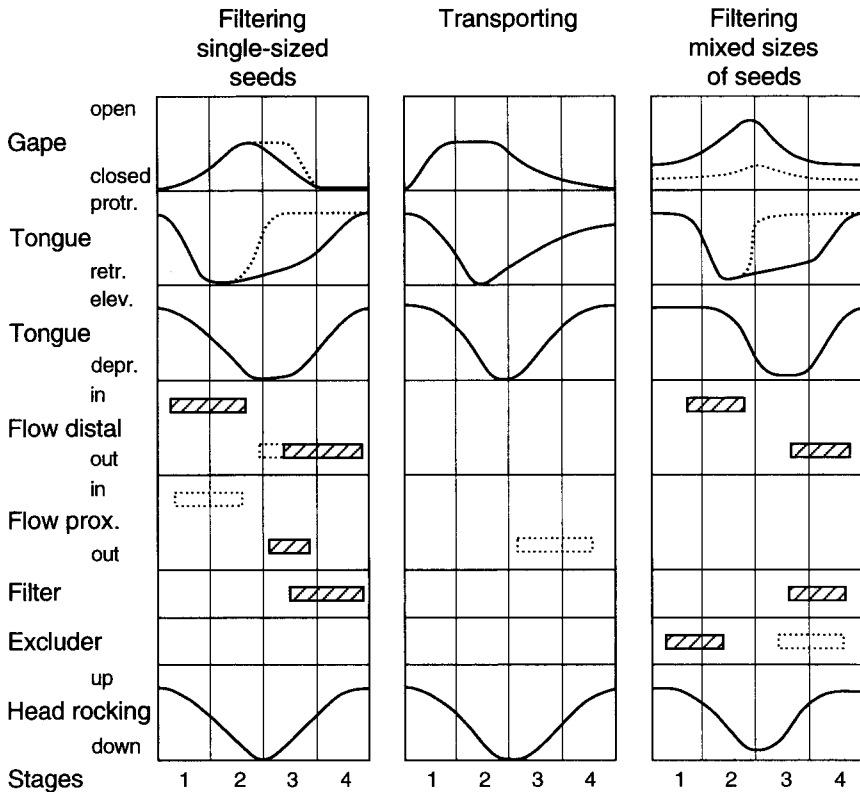 Filtering
single-sized
seeds
Transporting
Filtering
mixed sizes
of seeds
open
Gape
closed
protr.
Tongue
retr.
elev.
Tongue
depr.
in
Flow distal
out
in
Flow prox.
out
Filter
Excluder
up
Head rocking
down
Stages 1 2 3 4 1 2 3 4 1 2 3 4